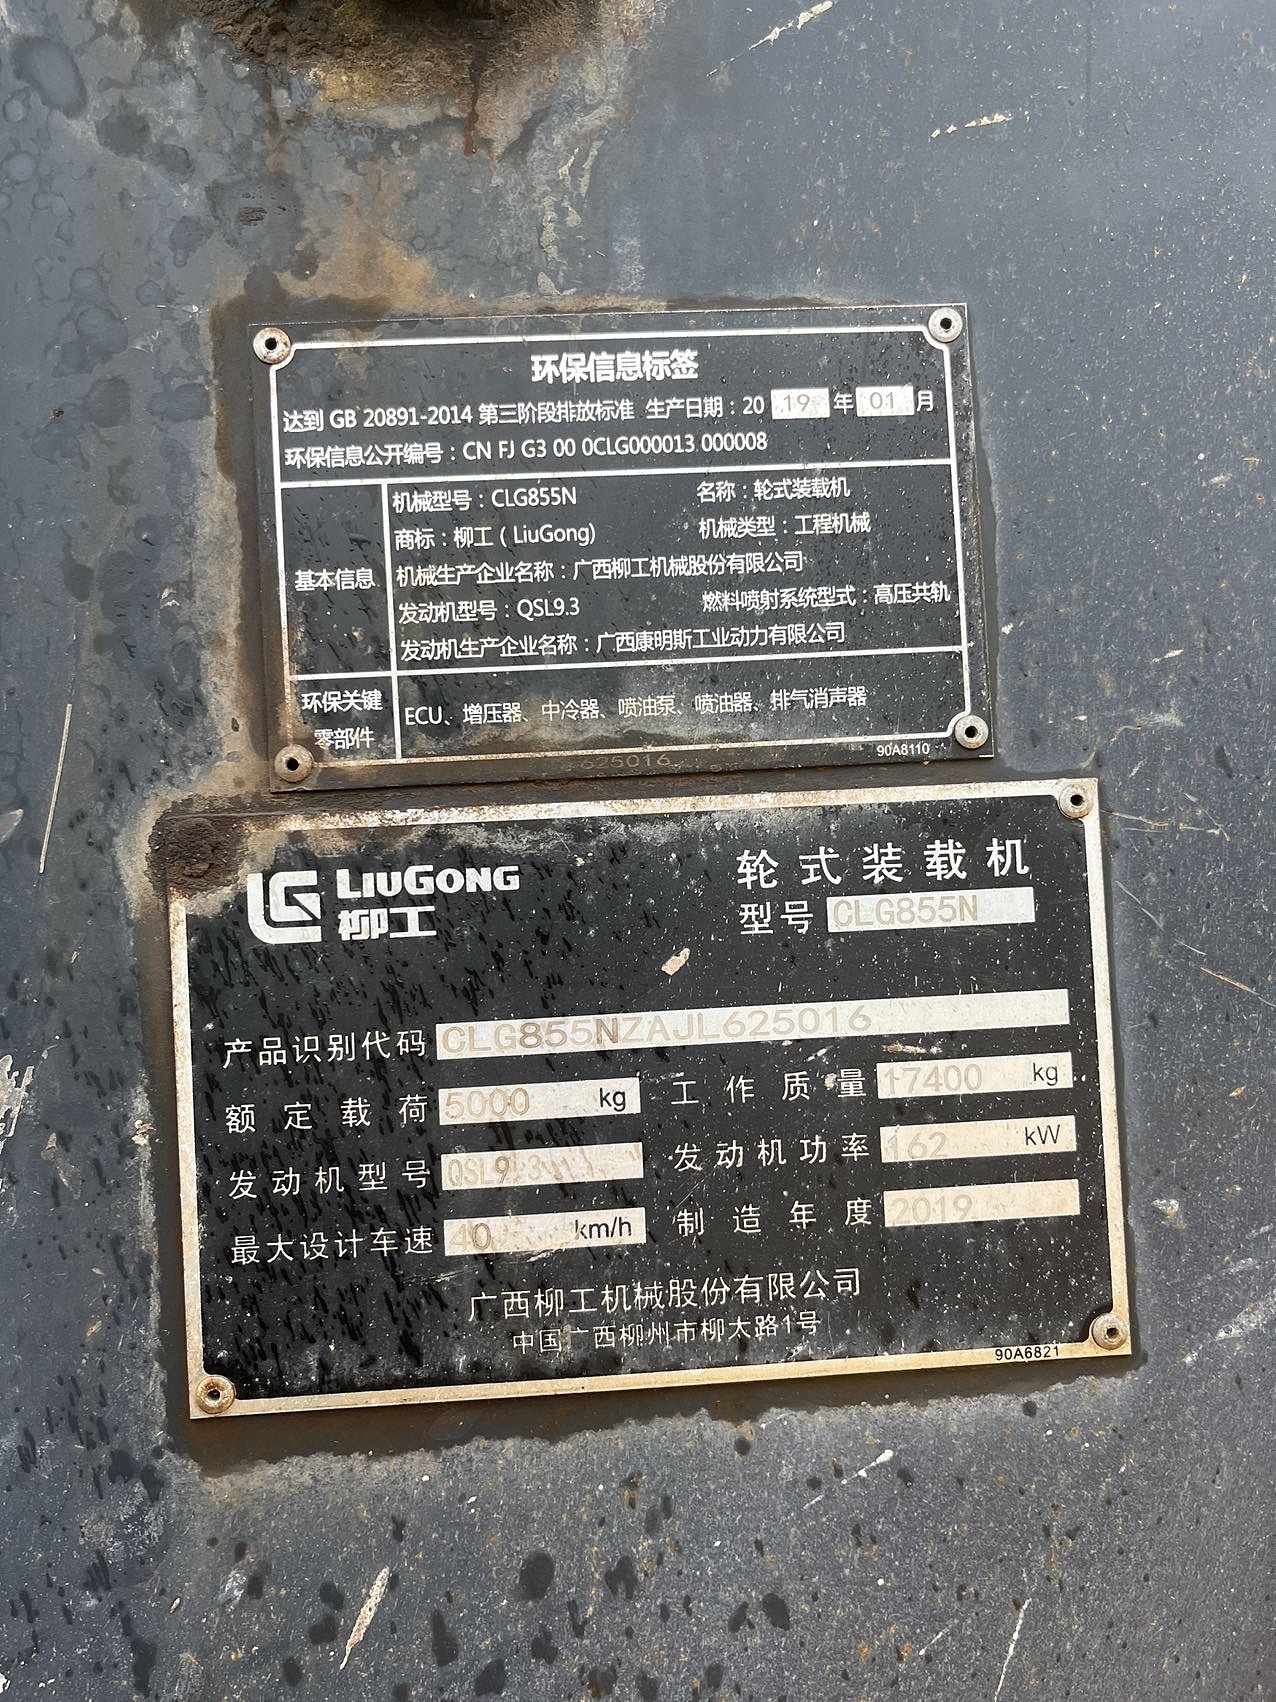 环保信息标签
达到 GB 20891-2014 第三阶段排放标准 生产日期：20 19 年 01 月
环保信息公开编号：CN FJ G3 00 0CLG000013 000008
基本信息
机械型号：CLG855N 名称：轮式装载机
商标：柳工（LiuGong) 机械类型：工程机械
机械生产企业名称：广西柳工机械股份有限公司
发动机型号：QSL9.3 燃料喷射系统型式：高压共轨
发动机生产企业名称：广西康明斯工业动力有限公司
环保关键
零部件
ECU、增压器、中冷器、喷油泵、喷油器、排气消声器
625016
90A8110
LIUGONG
柳工
轮式装载机
型号 CLG855N
产品识别代码 CLG855NZAJL625016
额定载荷 5000 kg 工作质量 17400 kg
发动机型号 QSL9.3 发动机功率 162 kW
最大设计车速 40 km/h 制造年度 2019
广西柳工机械股份有限公司
中国广西柳州市柳太路1号
90A6821